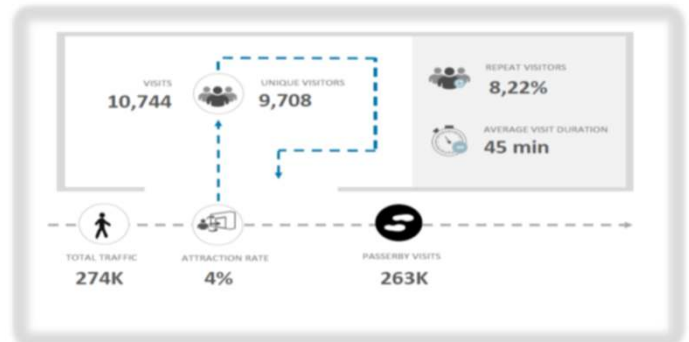 VISITS
10,744
UNIQUE VISITORS
9,708
REPEAT VISITORS
8,22%
AVERAGE VISIT DURATION
45 min
TOTAL TRAFFIC
274K
ATTRACTION RATE
4%
PASSERBY VISITS
263K